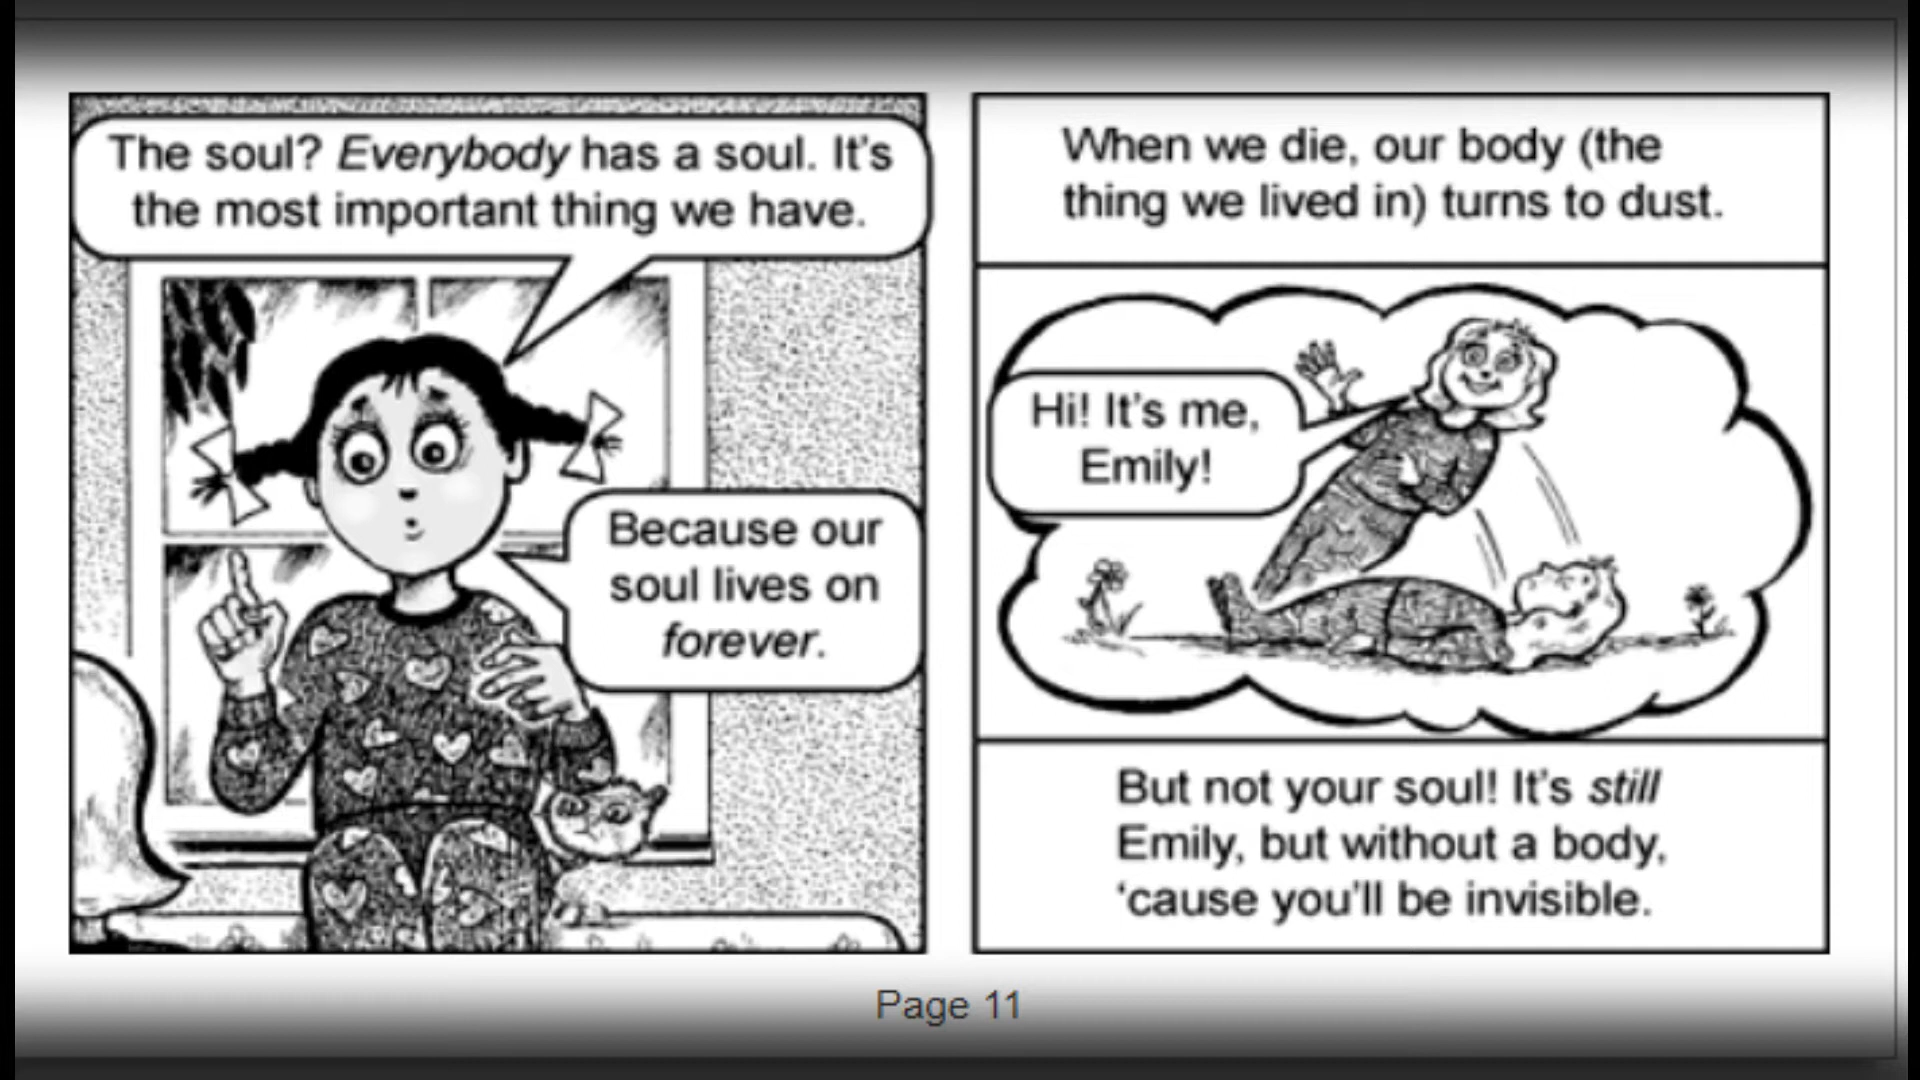 The soul? Everybody has a soul. It's
the most important thing we have.
Because our
soul lives on
forever.
When we die, our body (the
thing we lived in) turns to dust.
Hi! It's me,
Emily!
But not your soul! It's still
Emily, but without a body,
‘cause you'll be invisible.
Page 11